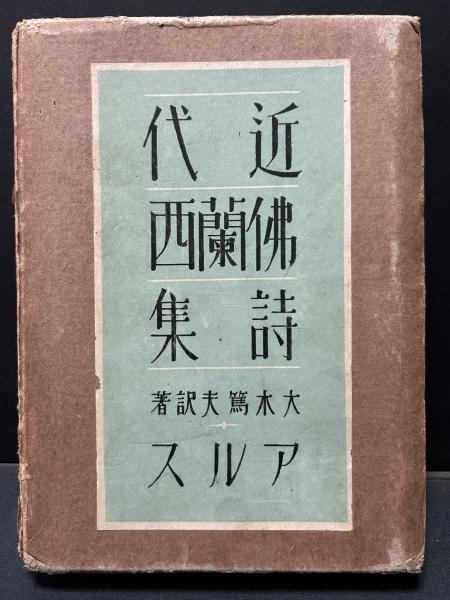 近代
佛蘭西
詩集
大木篤夫訳著
アルス